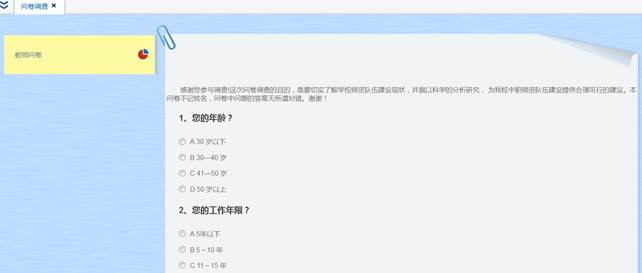 问卷调查
教师问卷
感谢您参与调查!这次问卷调查的目的，是要切实了解学校师资队伍建设现状，并据以科学的分析研究， 为我校中职师资队伍建设提供合理可行的建议。本
问卷不记姓名，问卷中问题的答案无所谓对错。谢谢！
1、您的年龄？
A 30 岁以下
B 30—40 岁
C 41—50 岁
D 50 岁以上
2、您的工作年限？
A 5年以下
B 5－10 年
C 11－15 年